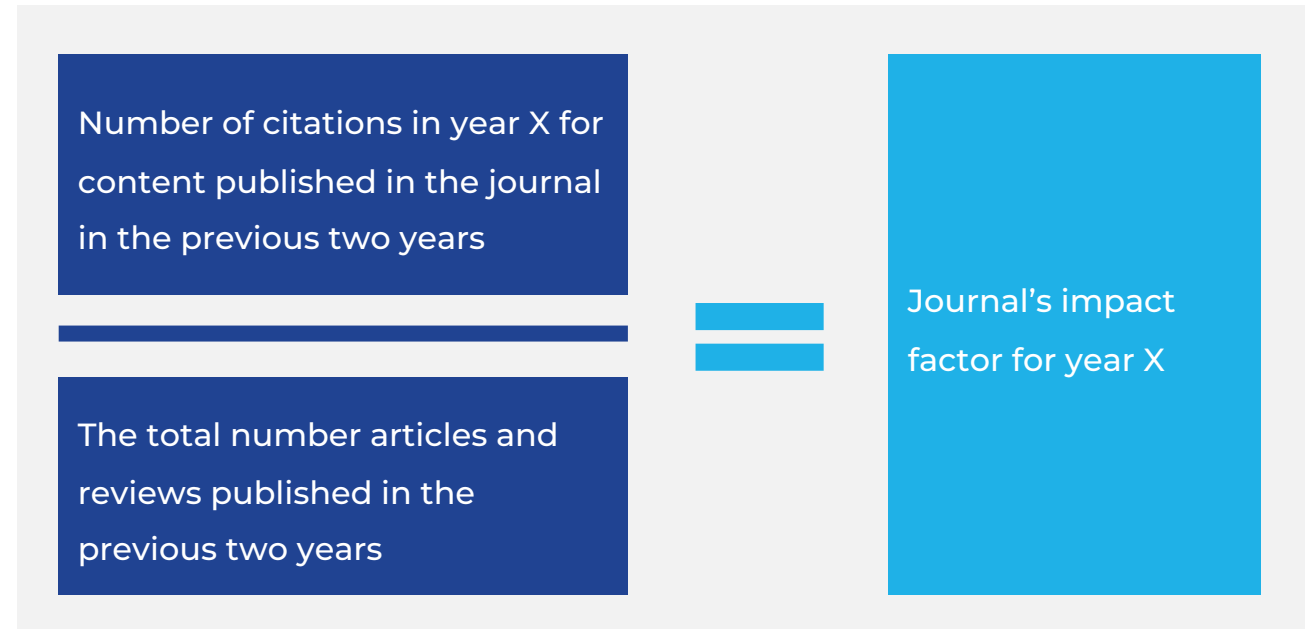 Number of citations in year X for
content published in the journal
in the previous two years
The total number articles and
reviews published in the
previous two years
Journal’s impact
factor for year X